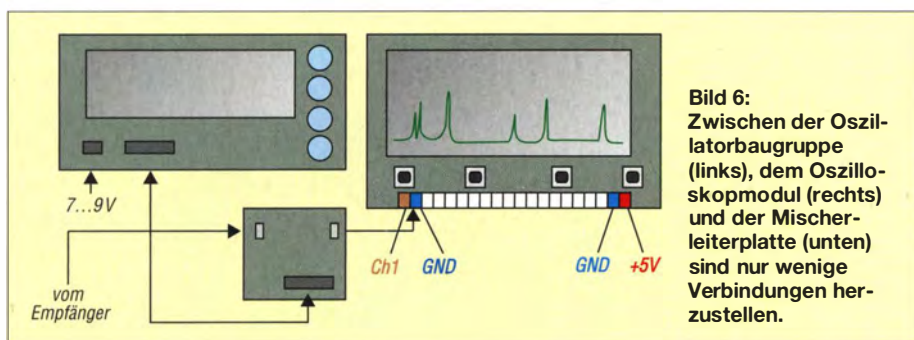 7...9V
vom
Empfänger
Ch1
GND
GND
+5V
Bild 6:
Zwischen der Oszil-
latorbaugruppe
(links), dem Oszillo-
skopmodul (rechts)
und der Mischer-
leiterplatte (unten)
sind nur wenige
Verbindungen her-
zustellen.